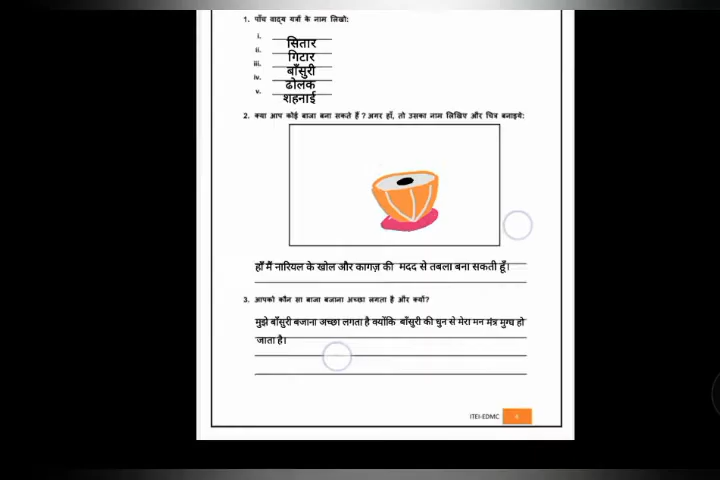 1. पाँच वाद्य यत्रों के नाम लिखो:
i. सितार
ii. गिटार
iii. बाँसुरी
iv. ढोलक
v. शहनाई
2. क्या आप कोई बाजा बना सकते हैं ? अगर हाँ, तो उसका नाम लिखिए और चित्र बनाइये:
हाँ मैं नारियल के खोल और कागज़ की मदद से तबला बना सकती हूँ।
3. आपको कौन सा बाजा बजाना अच्छा लगता है और क्यों?
मुझे बाँसुरी बजाना अच्छा लगता है क्योंकि बाँसुरी की धुन से मेरा मन मंत्र मुग्ध हो
जाता है।
ITEI-EDMC